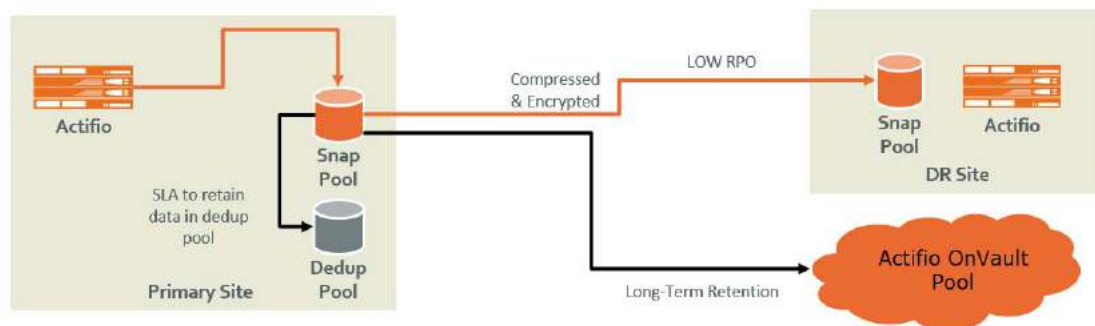 Actifio
Snap
Pool
SLA to retain
data in dedup
pool
Dedup
Pool
Primary Site
Compressed
& Encrypted
LOW RPO
Long-Term Retention
Snap
Pool
Actifio
DR Site
Actifio OnVault
Pool